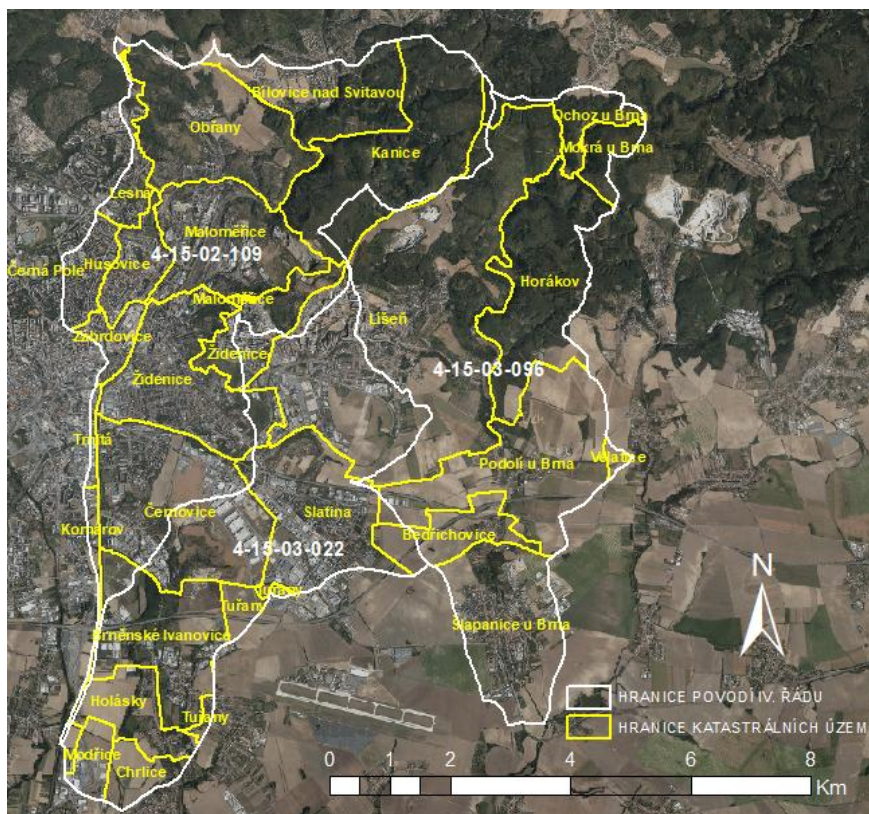 Bílovice nad Svitavou
Ochoz u Brna
Obřany
Mokrá u Brna
Kanice
Lesná
Maloměřice
4-15-02-109
Husovice
Černá Pole
Horákov
Maloměřice
Líšeň
Zábrdovice
Židenice
4-15-03-096
Židenice
Trnitá
Velatice
Podolí u Brna
Černovice
Slatina
Komárov
Bedřichovice
4-15-03-022
Tuřany
Tuřany
Brněnské Ivanovice
Šlapanice u Brna
N
Holásky
HRANICE POVODÍ IV. ŘÁDU
Tuřany
HRANICE KATASTRÁLNÍCH ÚZEM
Modřice
Chrlice
0 1 2 4 6 8
Km